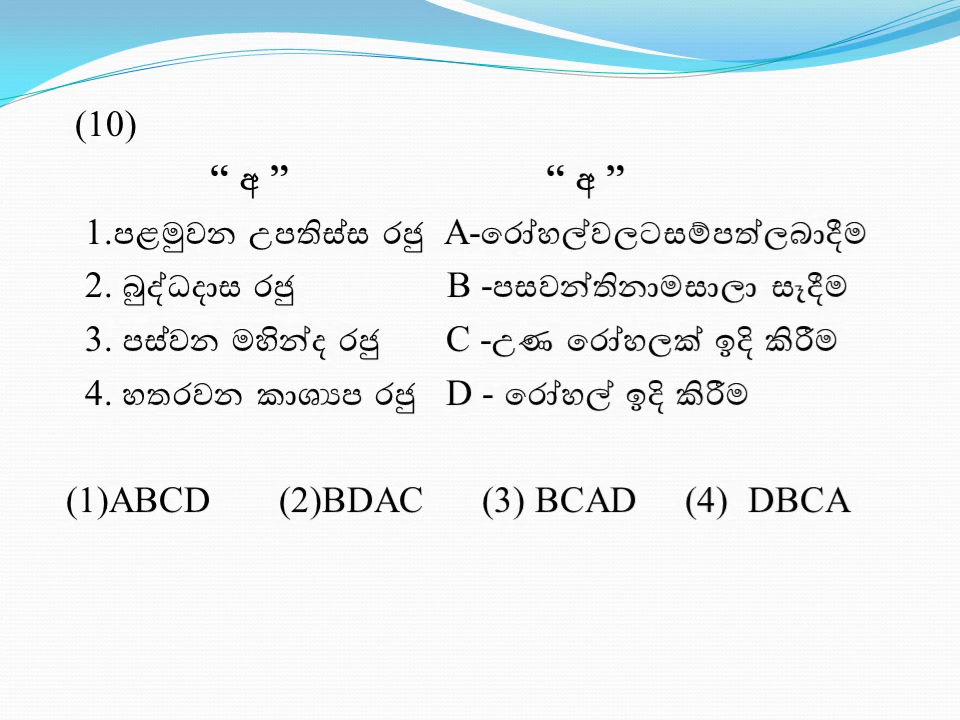 (10)
“ අ ” “ අ ”
1.පළමුවන උපතිස්ස රජු A-රෝහල්වලටසම්පත්ලබාදීම
2. බුද්ධදාස රජු B -පසවන්තිනාමසාලා සෑදීම
3. පස්වන මහින්ද රජු C -උණ රෝහලක් ඉදි කිරීම
4. හතරවන කාශ්‍යප රජු D - රෝහල් ඉදි කිරීම
(1)ABCD (2)BDAC (3) BCAD (4) DBCA